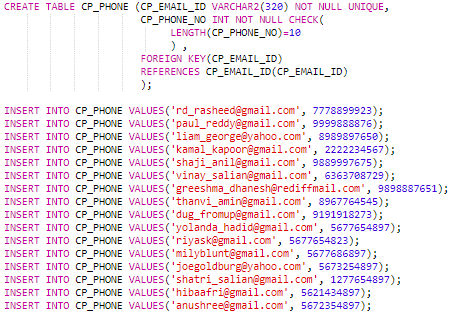 CREATE TABLE CP_PHONE (CP_EMAIL_ID VARCHAR2(320) NOT NULL UNIQUE,
CP_PHONE_NO INT NOT NULL CHECK(
LENGTH(CP_PHONE_NO)=10
) ,
FOREIGN KEY(CP_EMAIL_ID)
REFERENCES CP_EMAIL_ID(CP_EMAIL_ID)
);
INSERT INTO CP_PHONE VALUES('rd_rasheed@gmail.com', 7778899923);
INSERT INTO CP_PHONE VALUES('paul_reddy@gmail.com', 9999888876);
INSERT INTO CP_PHONE VALUES('liam_george@yahoo.com', 8989897650);
INSERT INTO CP_PHONE VALUES('kamal_kapoor@gmail.com', 2222234567);
INSERT INTO CP_PHONE VALUES('shaji_anil@gmail.com', 9889997675);
INSERT INTO CP_PHONE VALUES('vinay_salian@gmail.com', 6363708729);
INSERT INTO CP_PHONE VALUES('greeshma_dhanesh@rediffmail.com', 9898887651);
INSERT INTO CP_PHONE VALUES('thanvi_amin@gmail.com', 8967764545);
INSERT INTO CP_PHONE VALUES('dug_fromup@gmail.com', 9191918273);
INSERT INTO CP_PHONE VALUES('yolanda_hadid@gmail.com', 5677654897);
INSERT INTO CP_PHONE VALUES('riyask@gmail.com', 5677654823);
INSERT INTO CP_PHONE VALUES('milyblunt@gmail.com', 5677686897);
INSERT INTO CP_PHONE VALUES('joegoldburg@yahoo.com', 5673254897);
INSERT INTO CP_PHONE VALUES('shatri_salian@gmail.com', 1277654897);
INSERT INTO CP_PHONE VALUES('hibaafri@gmail.com', 5621434897);
INSERT INTO CP_PHONE VALUES('anushree@gmail.com', 5672354897);